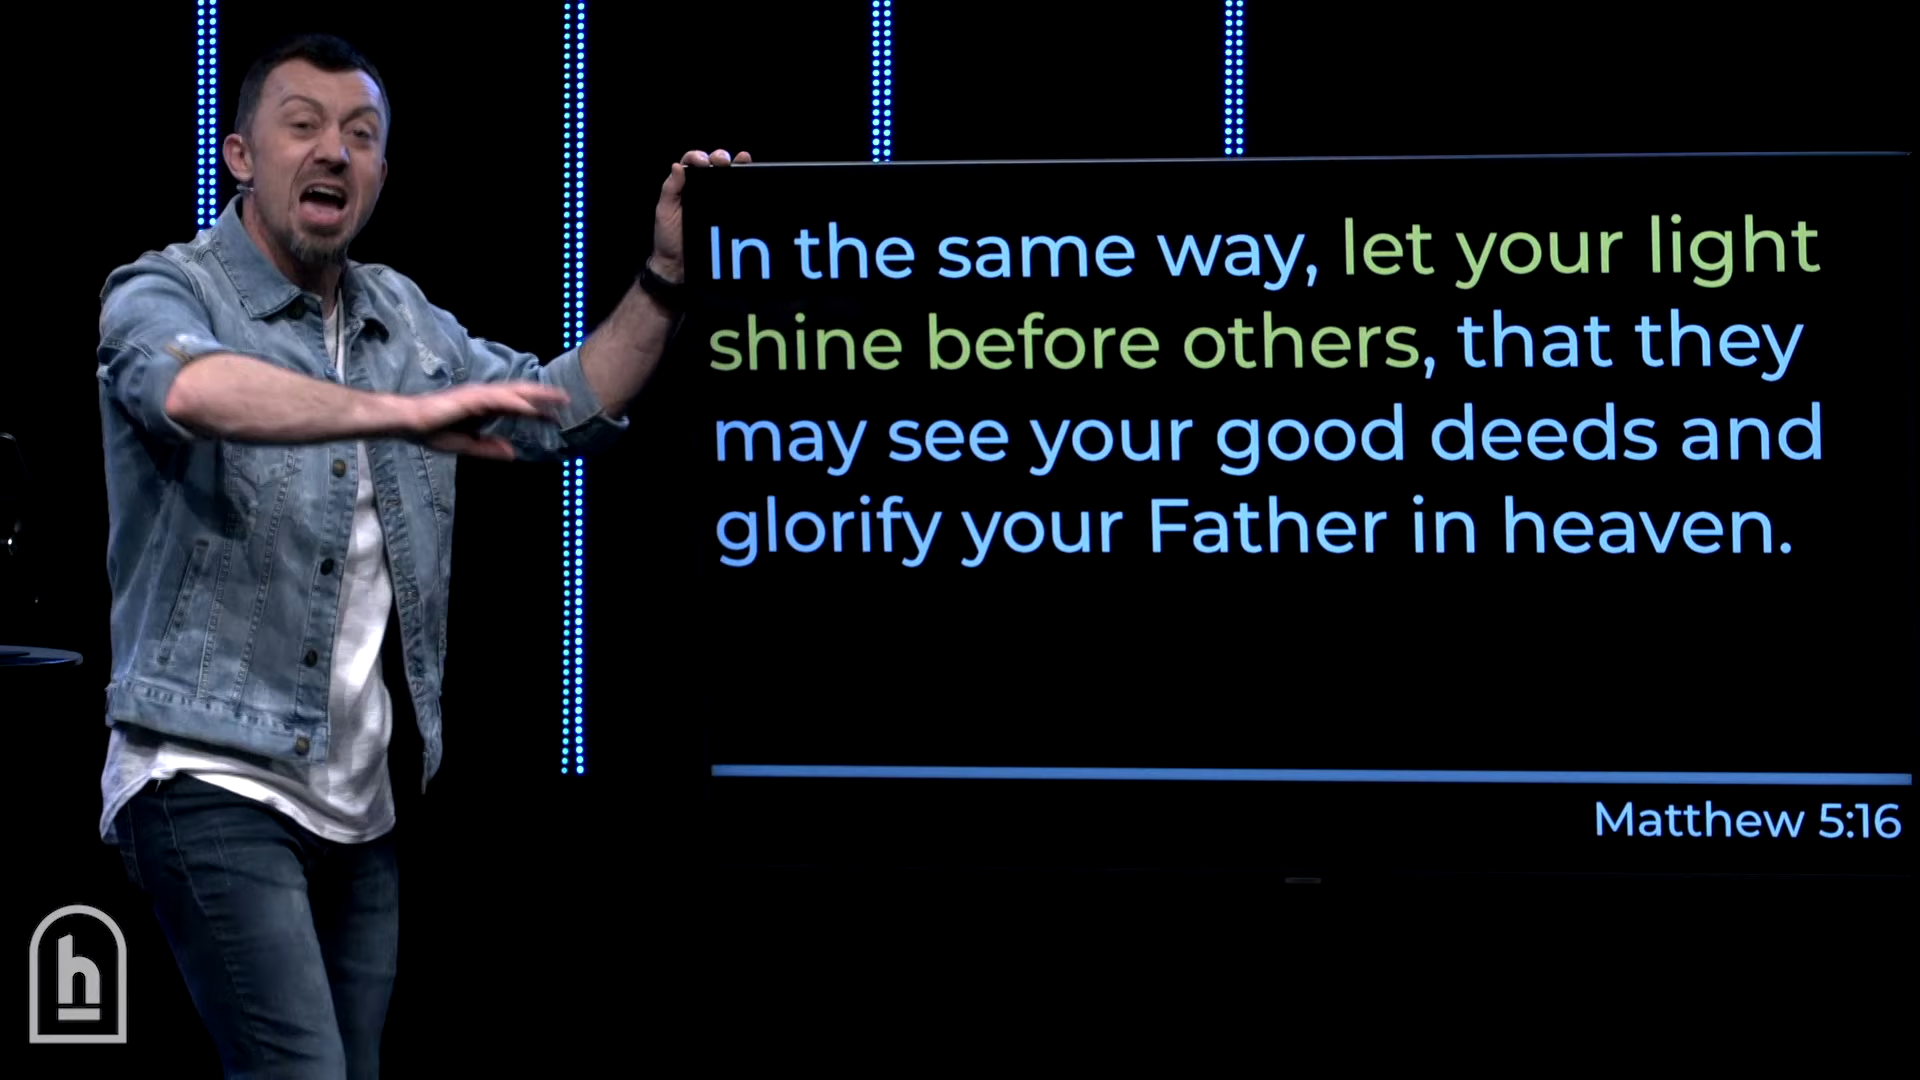 In the same way, let your light
shine before others, that they
may see your good deeds and
glorify your Father in heaven.
Matthew 5:16
h